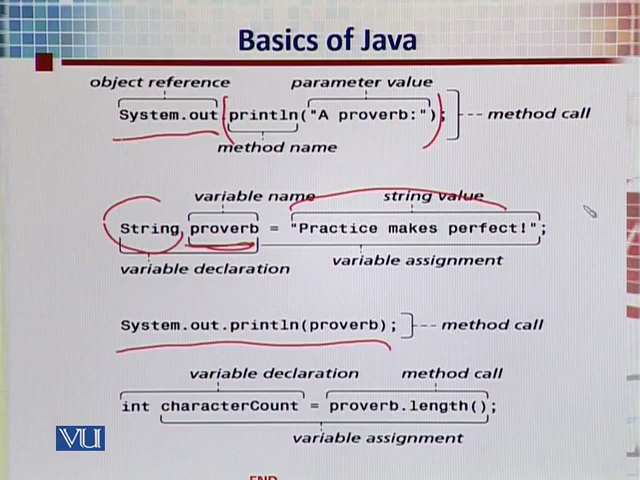 Basics of Java
object reference parameter value
System.out.println("A proverb:"); method call
method name
variable name string value
String proverb = "Practice makes perfect!";
variable declaration variable assignment
System.out.println(proverb); method call
variable declaration method call
int characterCount = proverb.length();
variable assignment
VU
END